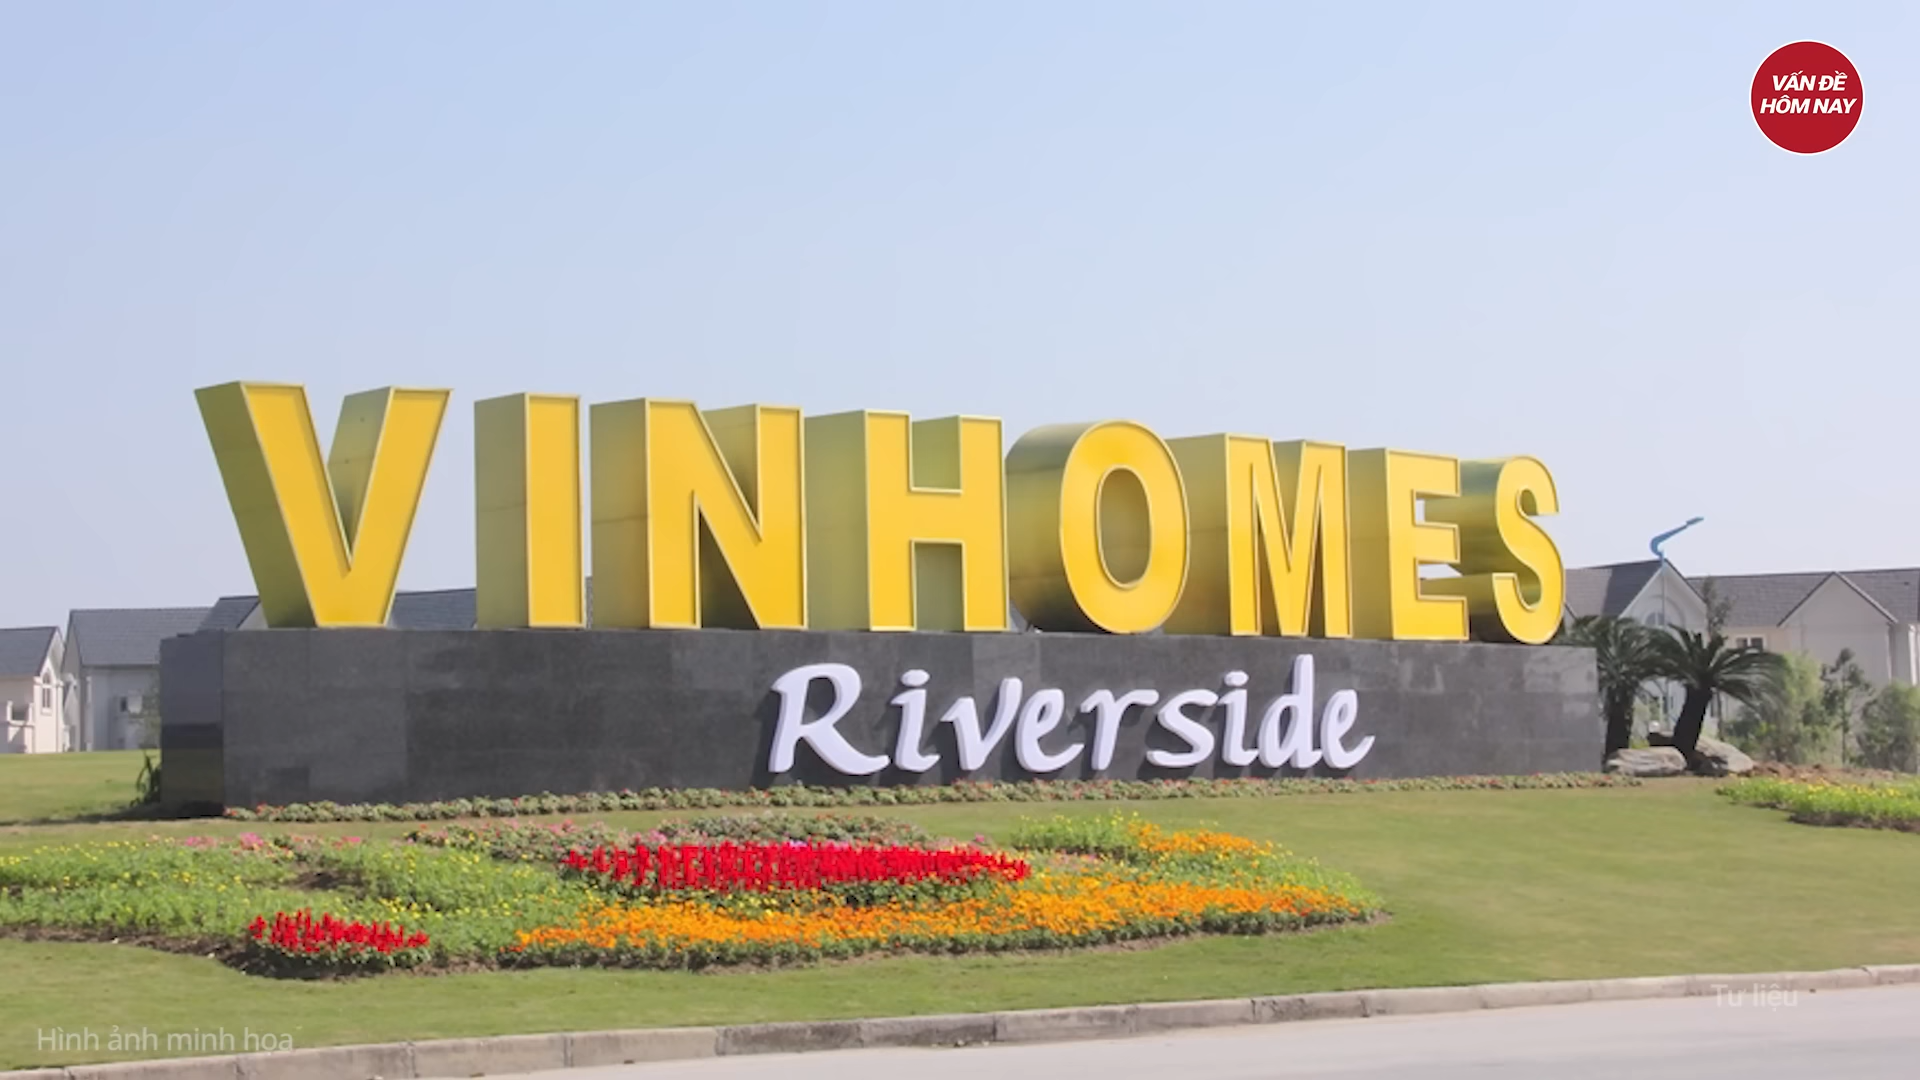 VẤN ĐỀ
HÔM NAY
VINHOMES
Riverside
Tư liệu
Hình ảnh minh họa